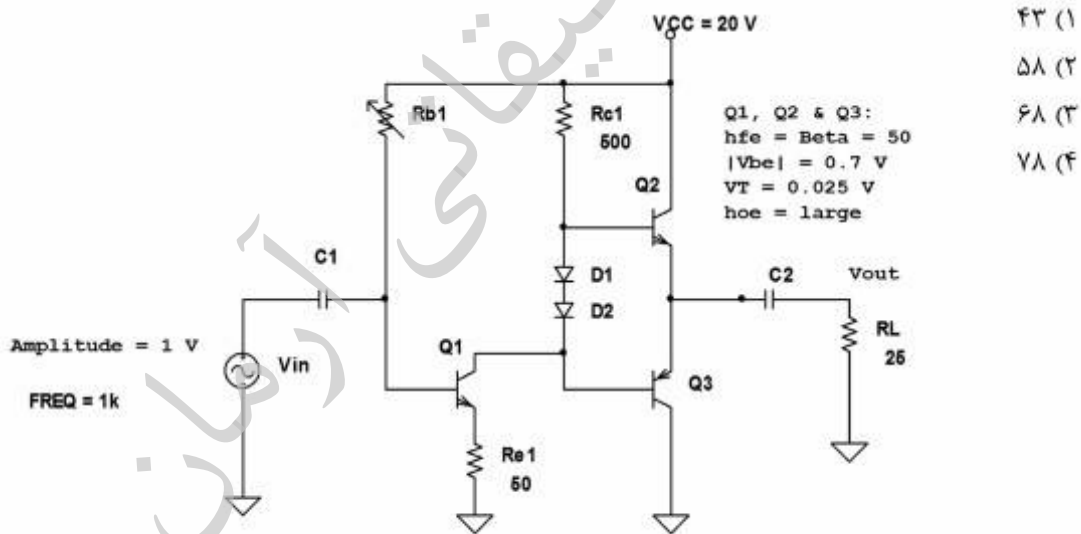 VCC = 20 V
۴۳ (۱
۵۸ (۲
۶۸ (۳
۷۸ (۴
Rb1
Rc1
500
Q1, Q2 & Q3:
hfe = Beta = 50
|Vbe| = 0.7 V
VT = 0.025 V
hoe = large
Q2
C1
D1
D2
C2
Vout
Amplitude = 1 V
Vin
FREQ = 1k
Q1
Q3
RL
25
Re1
50